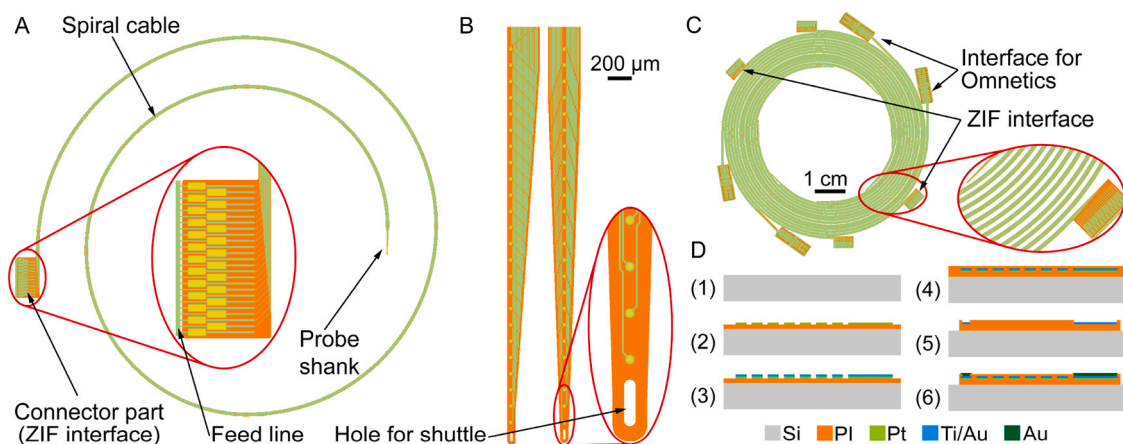 A
Spiral cable
Connector part
(ZIF interface)
Feed line
Probe
shank
B
200 µm
Hole for shuttle
C
Interface for
Omnetics
ZIF interface
1 cm
D
(1)
(2)
(3)
(4)
(5)
(6)
Si
PI
Pt
Ti/Au
Au